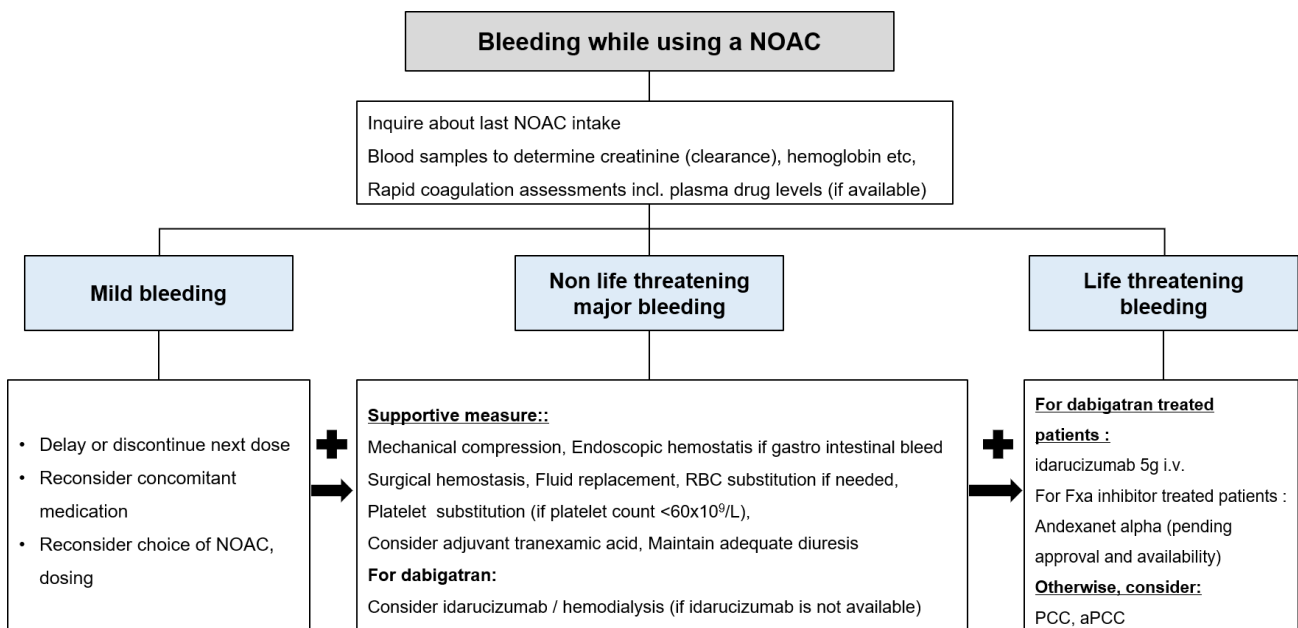 Bleeding while using a NOAC
Inquire about last NOAC intake
Blood samples to determine creatinine (clearance), hemoglobin etc,
Rapid coagulation assessments incl. plasma drug levels (if available)
Mild bleeding
Non life threatening
major bleeding
Life threatening
bleeding
• Delay or discontinue next dose
• Reconsider concomitant
medication
• Reconsider choice of NOAC,
dosing
Supportive measure::
Mechanical compression, Endoscopic hemostatis if gastro intestinal bleed
Surgical hemostasis, Fluid replacement, RBC substitution if needed,
Platelet substitution (if platelet count <60x10⁹/L),
Consider adjuvant tranexamic acid, Maintain adequate diuresis
For dabigatran:
Consider idarucizumab / hemodialysis (if idarucizumab is not available)
For dabigatran treated
patients :
idarucizumab 5g i.v.
For Fxa inhibitor treated patients :
Andexanet alpha (pending
approval and availability)
Otherwise, consider:
PCC, aPCC